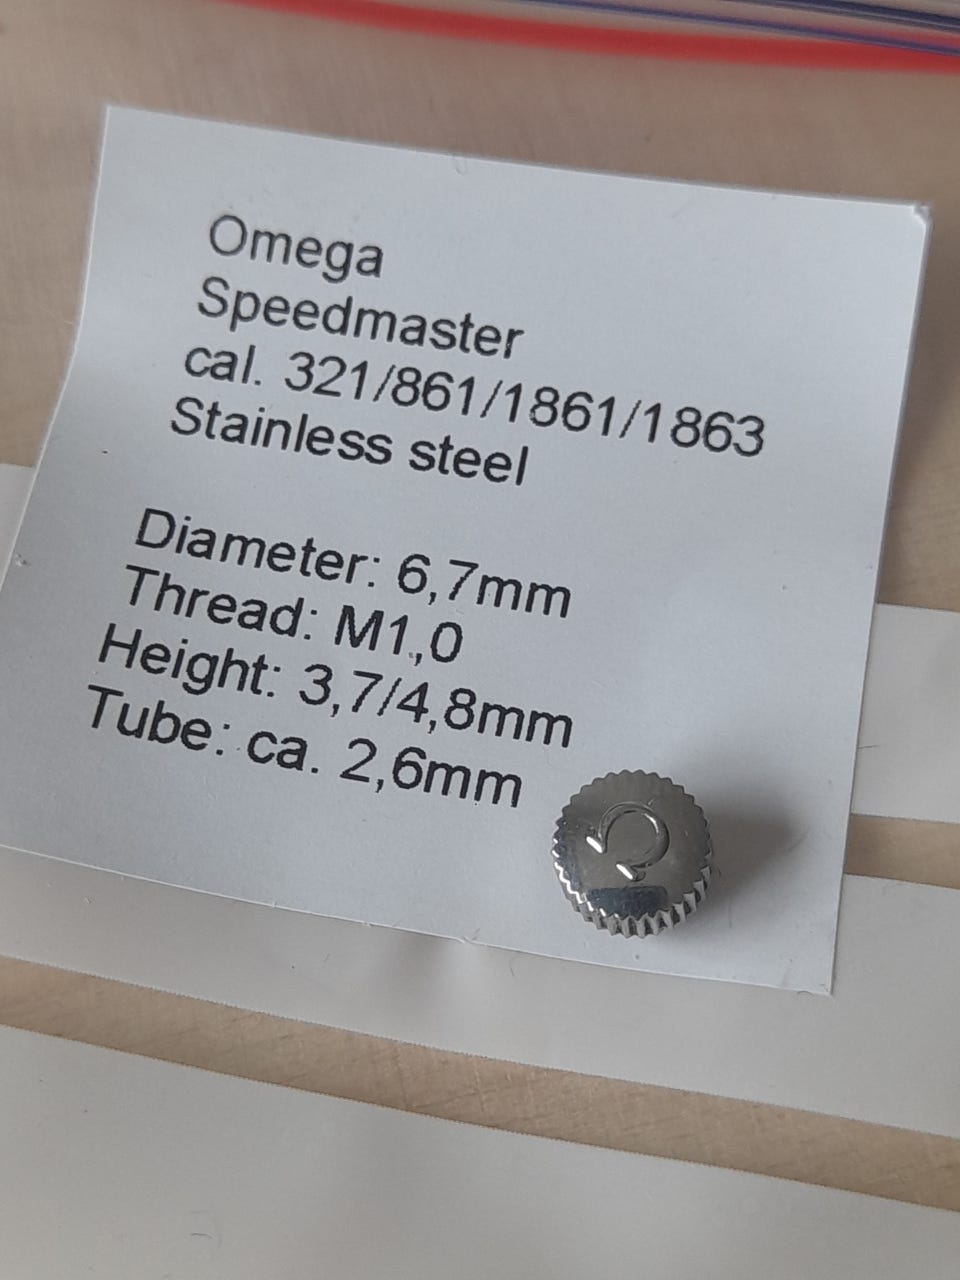 Omega
Speedmaster
cal. 321/861/1861/1863
Stainless steel
Diameter: 6,7mm
Thread: M1,0
Height: 3,7/4,8mm
Tube: ca. 2,6mm